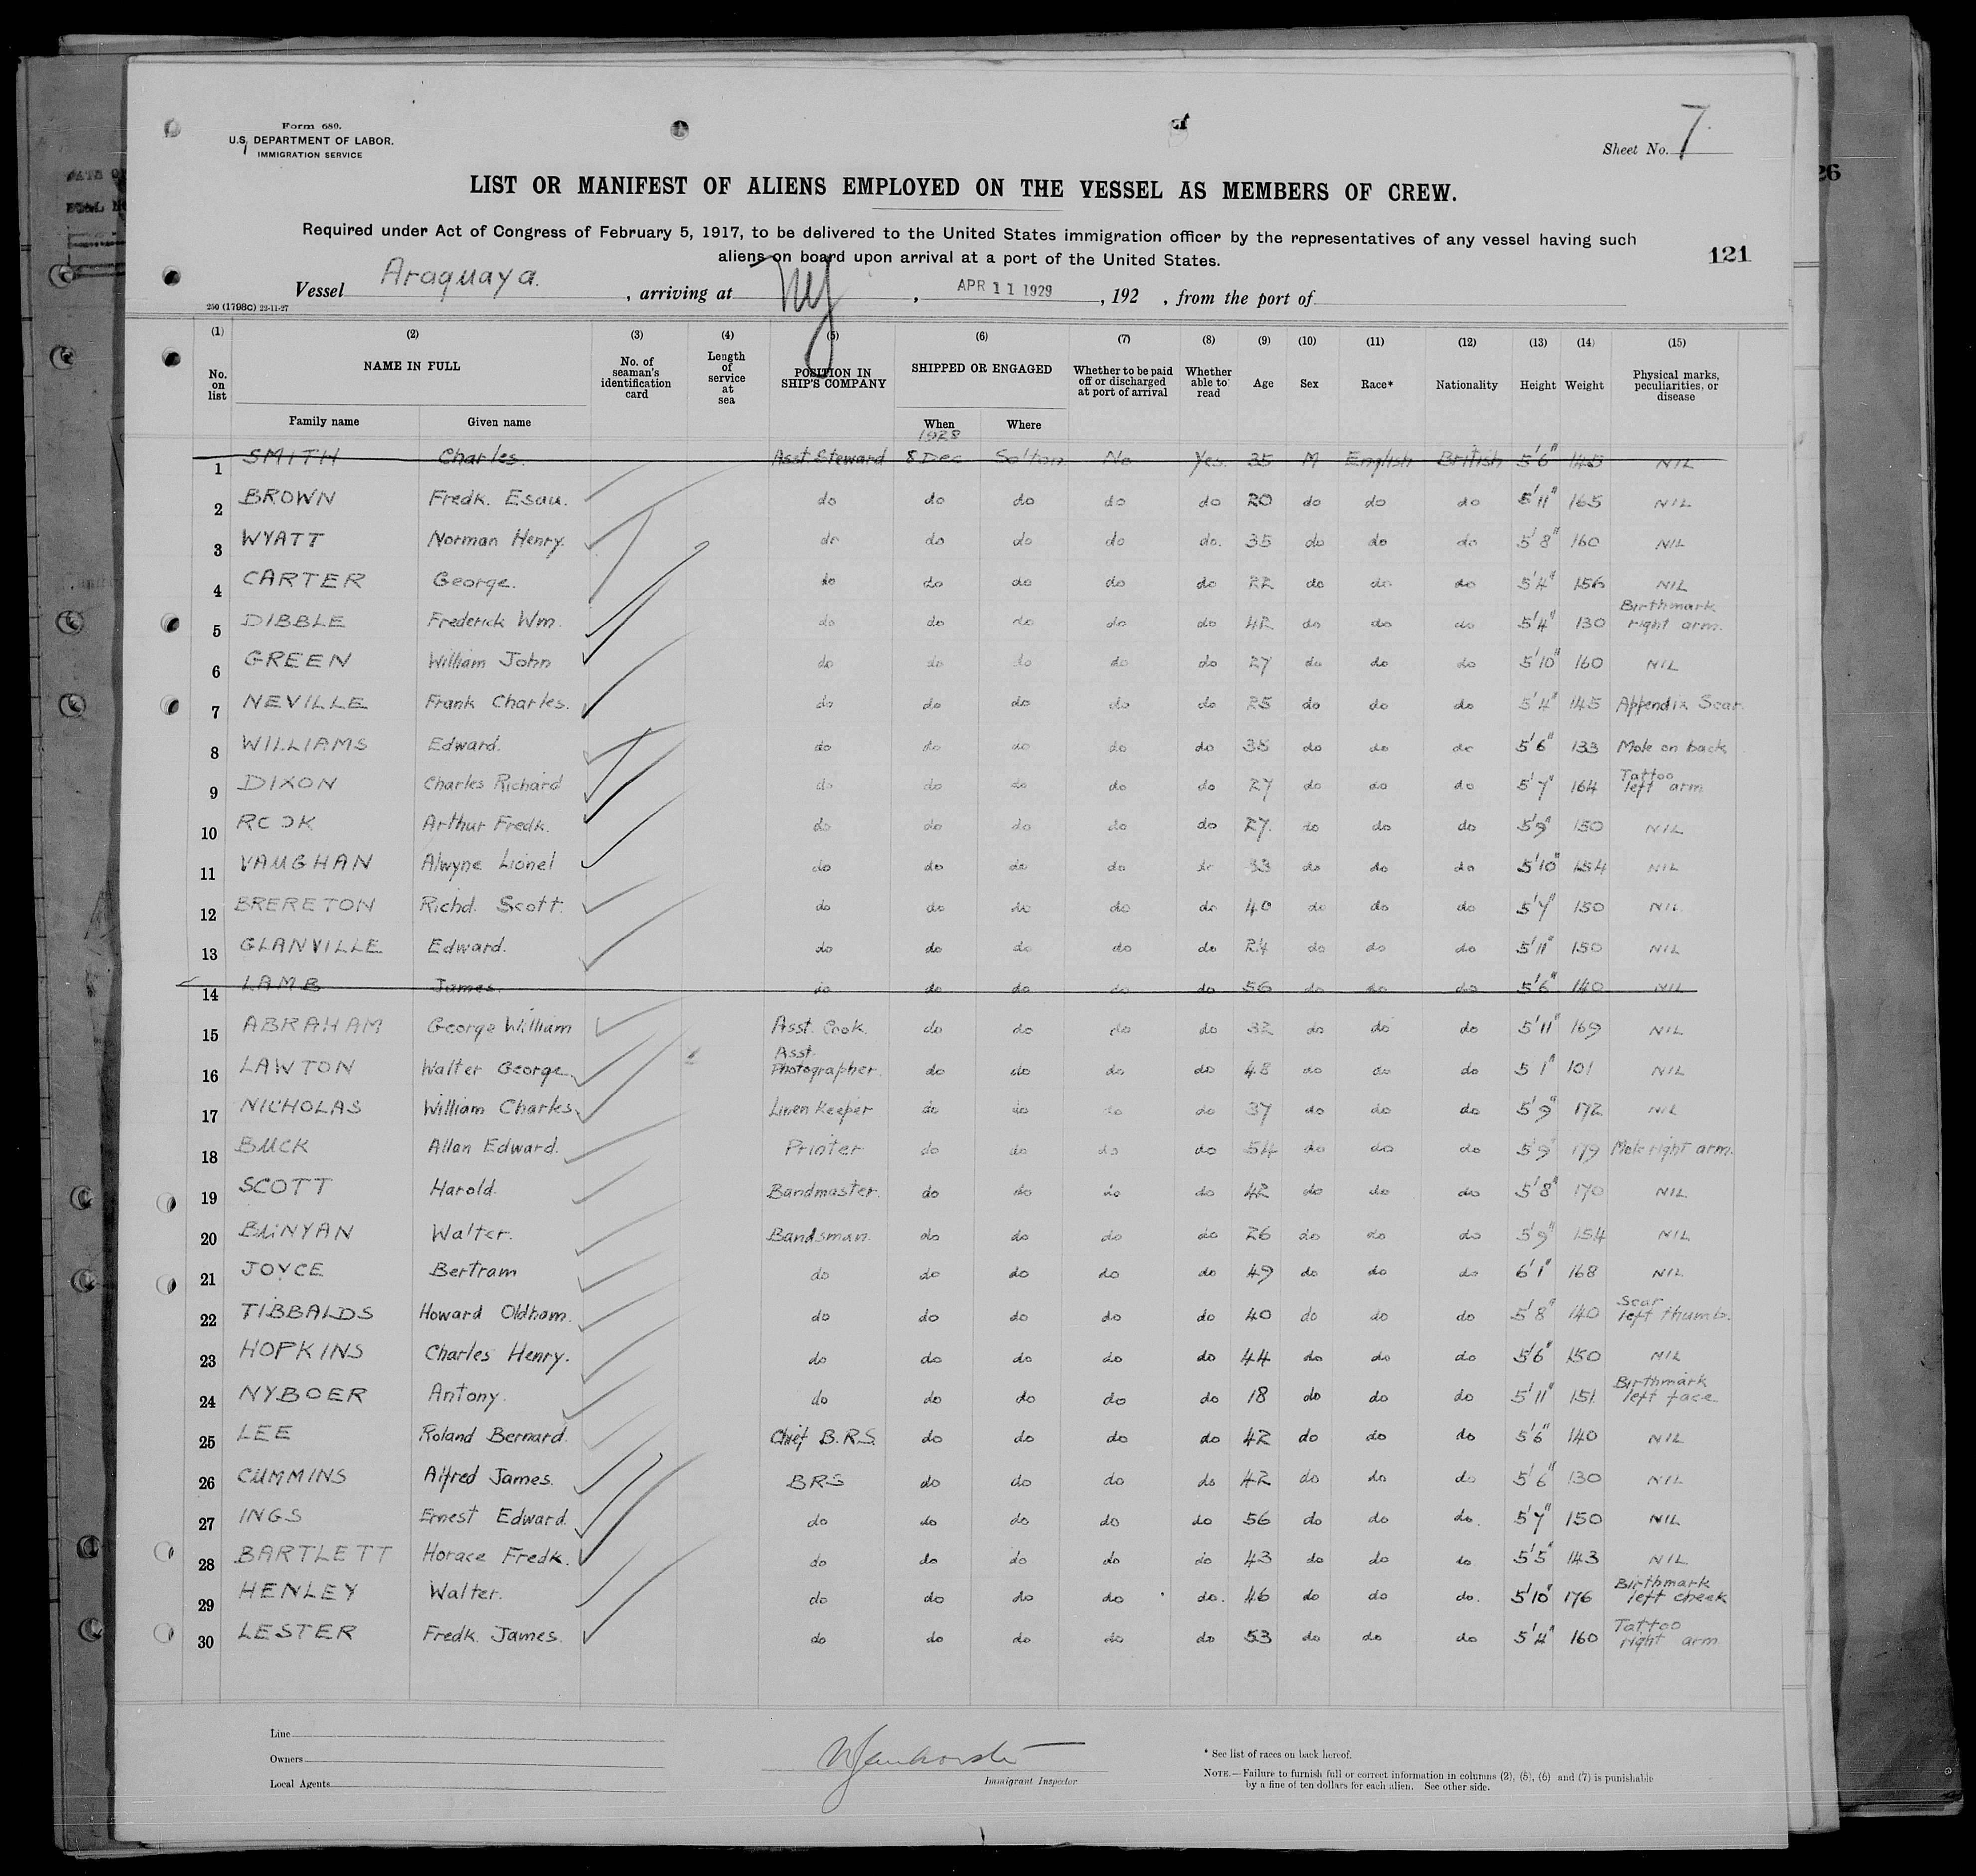 Form 689.
U.S. DEPARTMENT OF LABOR.
IMMIGRATION SERVICE
Sheet No. 7
LIST OR MANIFEST OF ALIENS EMPLOYED ON THE VESSEL AS MEMBERS OF CREW.
Required under Act of Congress of February 5, 1917, to be delivered to the United States immigration officer by the representatives of any vessel having such
aliens on board upon arrival at a port of the United States.
121
Vessel Araguaya. , arriving at NY , APR 11 1929 , 192 , from the port of
250 (1798C) 22-11-27
(1) (2) (3) (4) (5) (6) (7) (8) (9) (10) (11) (12) (13) (14) (15)
No. on list NAME IN FULL No. of seaman's identification card Length of service at sea POSITION IN SHIP'S COMPANY SHIPPED OR ENGAGED Whether to be paid off or discharged at port of arrival Whether able to read Age Sex Race* Nationality Height Weight Physical marks, peculiarities, or disease
Family name Given name When Where
1928
1 SMITH Charles. Asst. Steward 8 Dec Soton No Yes. 35 M English British 5'6" 145 NIL
2 BROWN Fredk. Esau. do do do do do 20 do do do 5'11" 165 NIL
3 WYATT Norman Henry. do do do do do. 35 do do do 5'8" 160 NIL
4 CARTER George. do do do do do 22 do do do 5'4" 156 NIL
5 DIBBLE Frederick Wm. do do do do do 42 do do do 5'4" 130 Birthmark right arm.
6 GREEN William John do do do do do 27 do do do 5'10" 160 NIL
7 NEVILLE Frank Charles. do do do do do 25 do do do 5'4" 145 Appendix Scar.
8 WILLIAMS Edward. do do do do do 35 do do do 5'6" 133 Mole on back
9 DIXON Charles Richard do do do do do 27 do do do 5'7" 164 Tattoo left arm
10 ROOK Arthur Fredk. do do do do do 27. do do do 5'9" 150 NIL
11 VAUGHAN Alwyne Lionel do do do do do 33 do do do 5'10" 154 NIL
12 BRERETON Richd. Scott. do do do do do 40 do do do 5'7" 150 NIL
13 GLANVILLE Edward. do do do do do 24 do do do 5'11" 150 NIL
14 LAMB James. do do do do do 56 do do do 5'6" 140 NIL
15 ABRAHAM George William Asst. Cook. do do do do 32 do do do 5'11" 169 NIL
16 LAWTON Walter George. Asst. Photographer. do do do do 48 do do do 5 1" 101 NIL
17 NICHOLAS William Charles. Linen Keeper do do do do 37 do do do 5'9" 172 NIL
18 BUCK Allan Edward. Printer do do do do 54 do do do 5'9" 179 Mole right arm.
19 SCOTT Harold. Bandmaster. do do do do 42 do do do 5'8" 170 NIL
20 BUNYAN Walter. Bandsman. do do do do 26 do do do 5'9" 154 NIL
21 JOYCE Bertram do do do do do 49 do do do 6'1" 168 NIL
22 TIBBALDS Howard Oldham. do do do do do 40 do do do 5'8" 140 Scar left thumb.
23 HOPKINS Charles Henry. do do do do do 44 do do do 5'6" 150 NIL
24 NYBOER Antony. do do do do do 18 do do do 5'11" 151 Birthmark left face
25 LEE Roland Bernard. Chief B.R.S. do do do do 42 do do do 5'6" 140 NIL
26 CUMMINS Alfred James. BRS do do do do 42 do do do 5'6" 130 NIL
27 INGS Ernest Edward. do do do do do 56 do do do. 5'7" 150 NIL
28 BARTLETT Horace Fredk. do do do do do 43 do do do 5'5" 143 NIL
29 HENLEY Walter. do do do do do. 46 do do do. 5'10" 176 Birthmark left cheek
30 LESTER Fredk. James. do do do do do 53 do do do 5'4" 160 Tattoo right arm
Line
Owners
Local Agents
Immigrant Inspector
* See list of races on back hereof.
NOTE.—Failure to furnish full or correct information in columns (2), (5), (6) and (7) is punishable
by a fine of ten dollars for each alien. See other side.